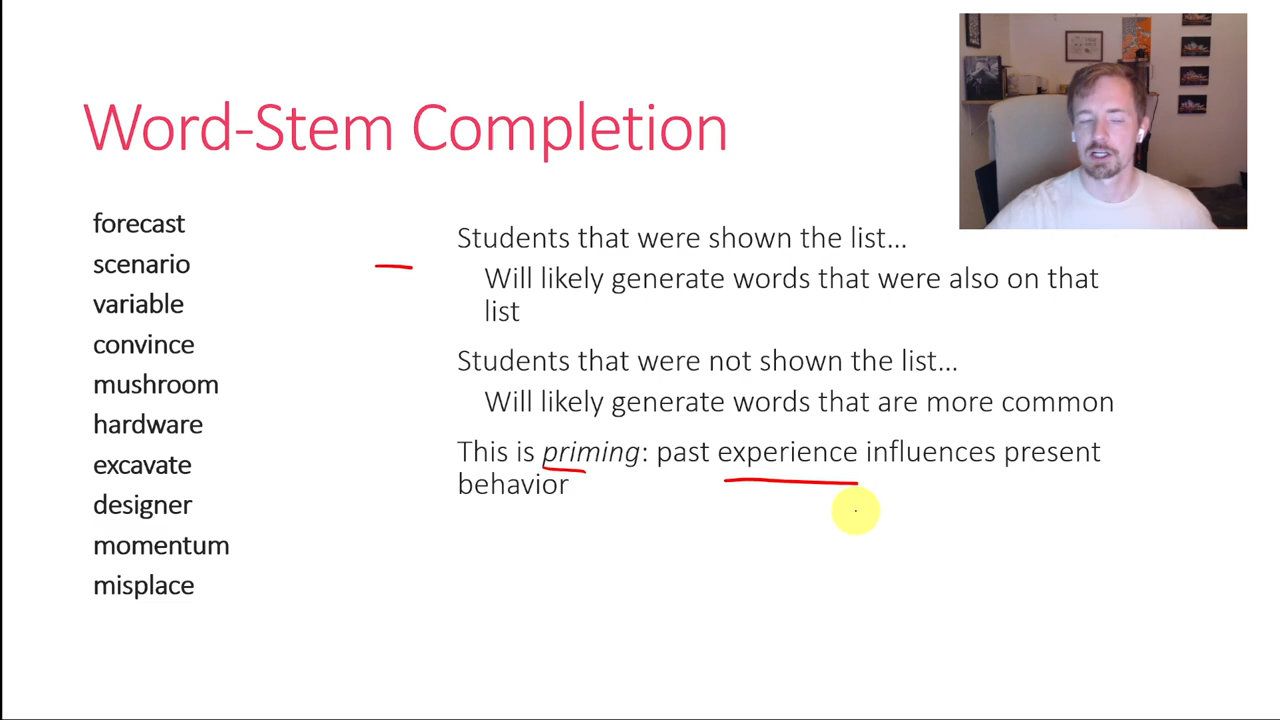 Word-Stem Completion
forecast
scenario
variable
convince
mushroom
hardware
excavate
designer
momentum
misplace
Students that were shown the list...
Will likely generate words that were also on that
list
Students that were not shown the list...
Will likely generate words that are more common
This is priming: past experience influences present
behavior